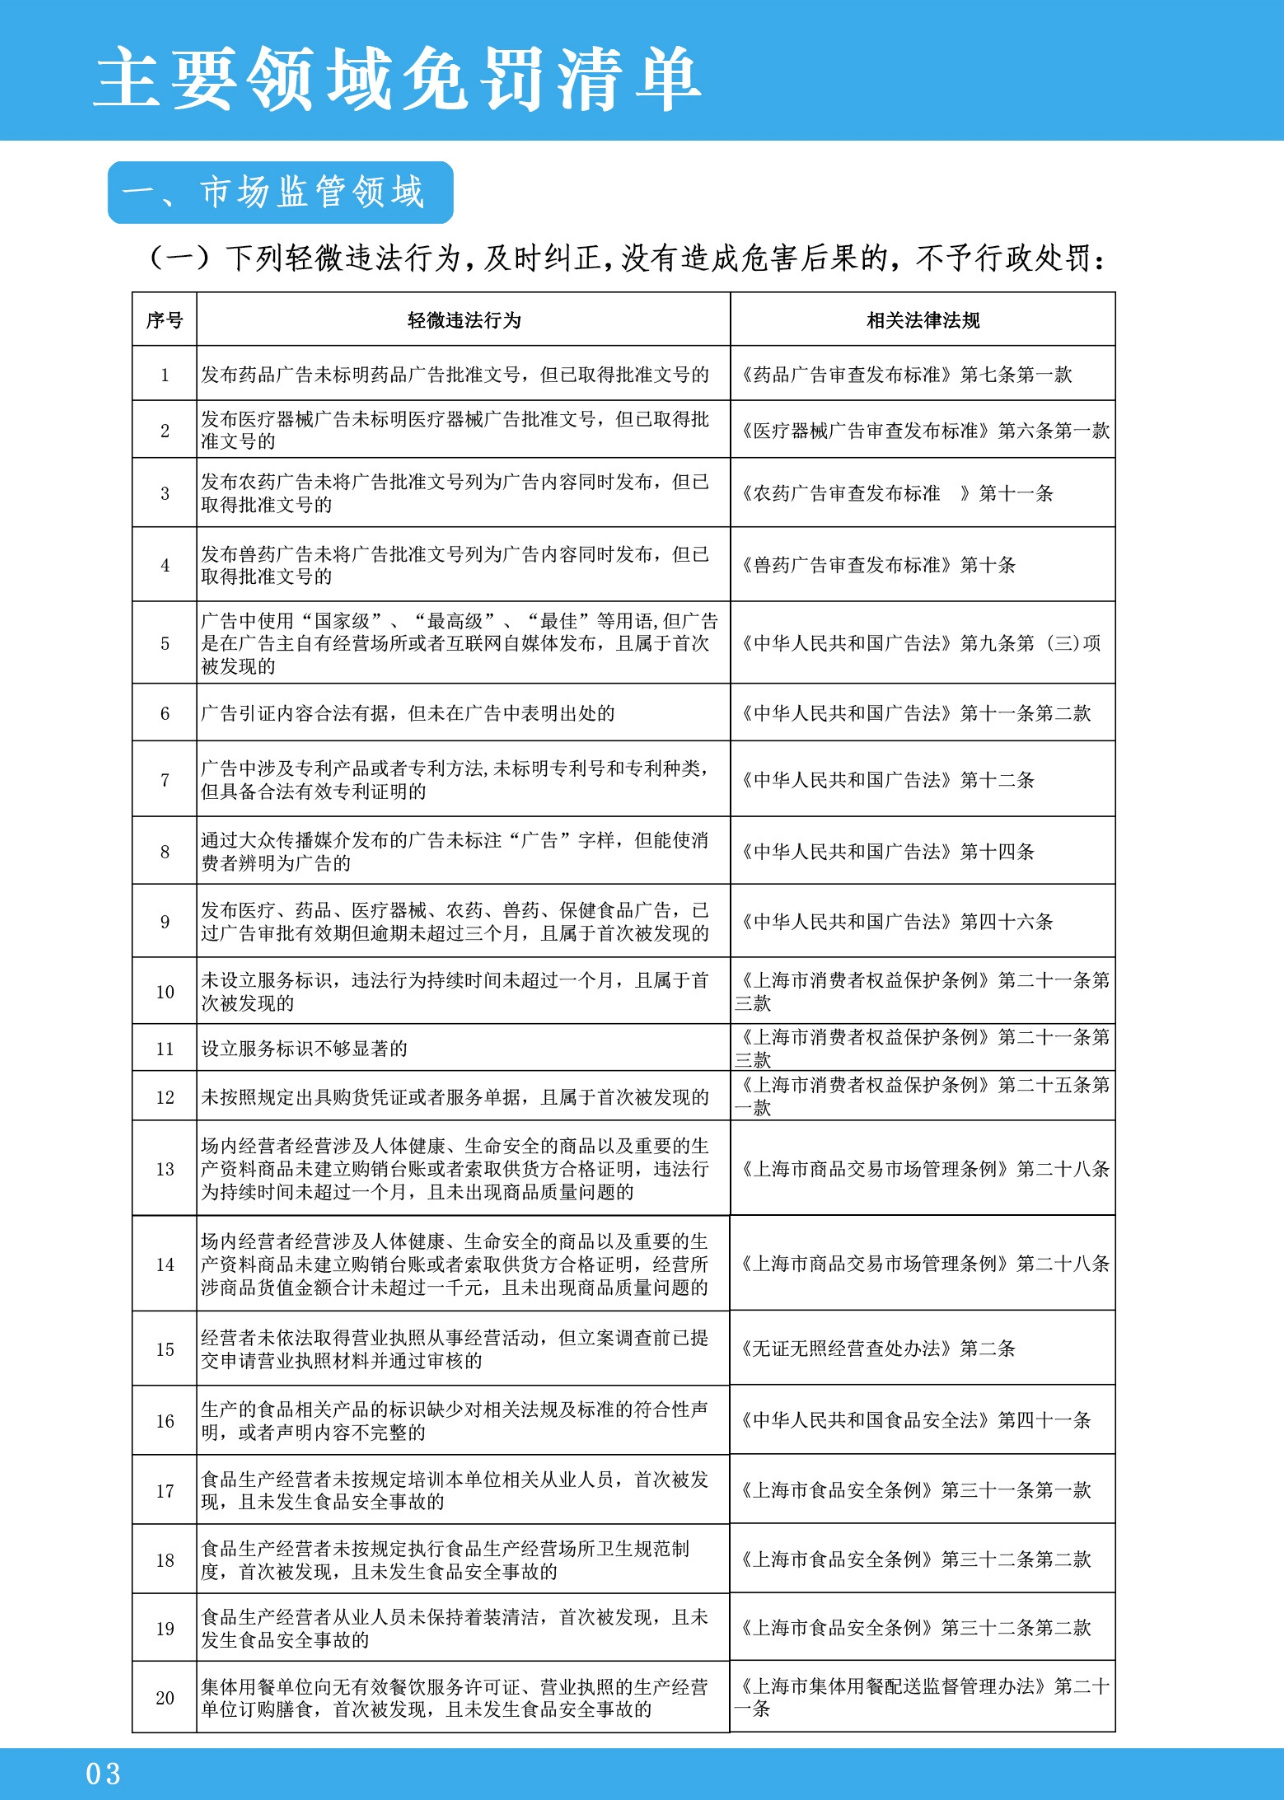 主要领域免罚清单
一、市场监管领域
（一）下列轻微违法行为，及时纠正，没有造成危害后果的，不予行政处罚：
序号 轻微违法行为 相关法律法规
1 发布药品广告未标明药品广告批准文号，但已取得批准文号的 《药品广告审查发布标准》第七条第一款
2 发布医疗器械广告未标明医疗器械广告批准文号，但已取得批
准文号的 《医疗器械广告审查发布标准》第六条第一款
3 发布农药广告未将广告批准文号列为广告内容同时发布，但已
取得批准文号的 《农药广告审查发布标准　》第十一条
4 发布兽药广告未将广告批准文号列为广告内容同时发布，但已
取得批准文号的 《兽药广告审查发布标准》第十条
5 广告中使用“国家级”、“最高级”、“最佳”等用语,但广告
是在广告主自有经营场所或者互联网自媒体发布，且属于首次
被发现的 《中华人民共和国广告法》第九条第（三)项
6 广告引证内容合法有据，但未在广告中表明出处的 《中华人民共和国广告法》第十一条第二款
7 广告中涉及专利产品或者专利方法,未标明专利号和专利种类，
但具备合法有效专利证明的 《中华人民共和国广告法》第十二条
8 通过大众传播媒介发布的广告未标注“广告”字样，但能使消
费者辨明为广告的 《中华人民共和国广告法》第十四条
9 发布医疗、药品、医疗器械、农药、兽药、保健食品广告，已
过广告审批有效期但逾期未超过三个月，且属于首次被发现的 《中华人民共和国广告法》第四十六条
10 未设立服务标识，违法行为持续时间未超过一个月，且属于首
次被发现的 《上海市消费者权益保护条例》第二十一条第
三款
11 设立服务标识不够显著的 《上海市消费者权益保护条例》第二十一条第
三款
12 未按照规定出具购货凭证或者服务单据，且属于首次被发现的 《上海市消费者权益保护条例》第二十五条第
一款
13 场内经营者经营涉及人体健康、生命安全的商品以及重要的生
产资料商品未建立购销台账或者索取供货方合格证明，违法行
为持续时间未超过一个月，且未出现商品质量问题的 《上海市商品交易市场管理条例》第二十八条
14 场内经营者经营涉及人体健康、生命安全的商品以及重要的生
产资料商品未建立购销台账或者索取供货方合格证明，经营所
涉商品货值金额合计未超过一千元，且未出现商品质量问题的 《上海市商品交易市场管理条例》第二十八条
15 经营者未依法取得营业执照从事经营活动，但立案调查前已提
交申请营业执照材料并通过审核的 《无证无照经营查处办法》第二条
16 生产的食品相关产品的标识缺少对相关法规及标准的符合性声
明，或者声明内容不完整的 《中华人民共和国食品安全法》第四十一条
17 食品生产经营者未按规定培训本单位相关从业人员，首次被发
现，且未发生食品安全事故的 《上海市食品安全条例》第三十一条第一款
18 食品生产经营者未按规定执行食品生产经营场所卫生规范制
度，首次被发现，且未发生食品安全事故的 《上海市食品安全条例》第三十二条第二款
19 食品生产经营者从业人员未保持着装清洁，首次被发现，且未
发生食品安全事故的 《上海市食品安全条例》第三十二条第二款
20 集体用餐单位向无有效餐饮服务许可证、营业执照的生产经营
单位订购膳食，首次被发现，且未发生食品安全事故的 《上海市集体用餐配送监督管理办法》第二十
一条
03